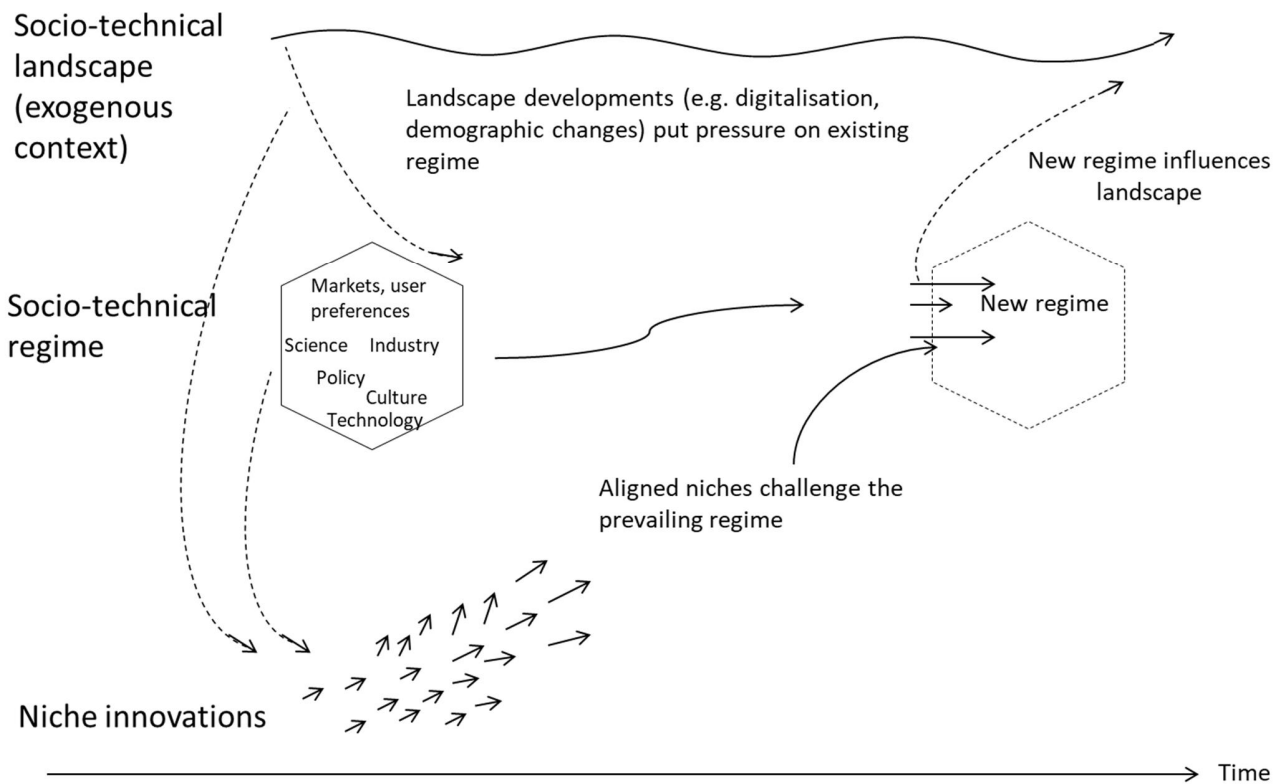 Socio-technical
landscape
(exogenous
context)
Landscape developments (e.g. digitalisation,
demographic changes) put pressure on existing
regime
New regime influences
landscape
Socio-technical
regime
Markets, user
preferences
Science Industry
Policy
Culture
Technology
New regime
Aligned niches challenge the
prevailing regime
Niche innovations
Time